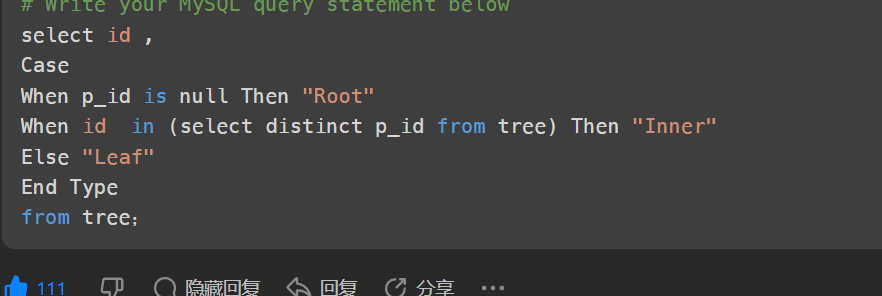 # Write your MySQL query statement below
select id ,
Case
When p_id is null Then "Root"
When id  in (select distinct p_id from tree) Then "Inner"
Else "Leaf"
End Type
from tree;
111 隐藏回复 回复 分享 ···